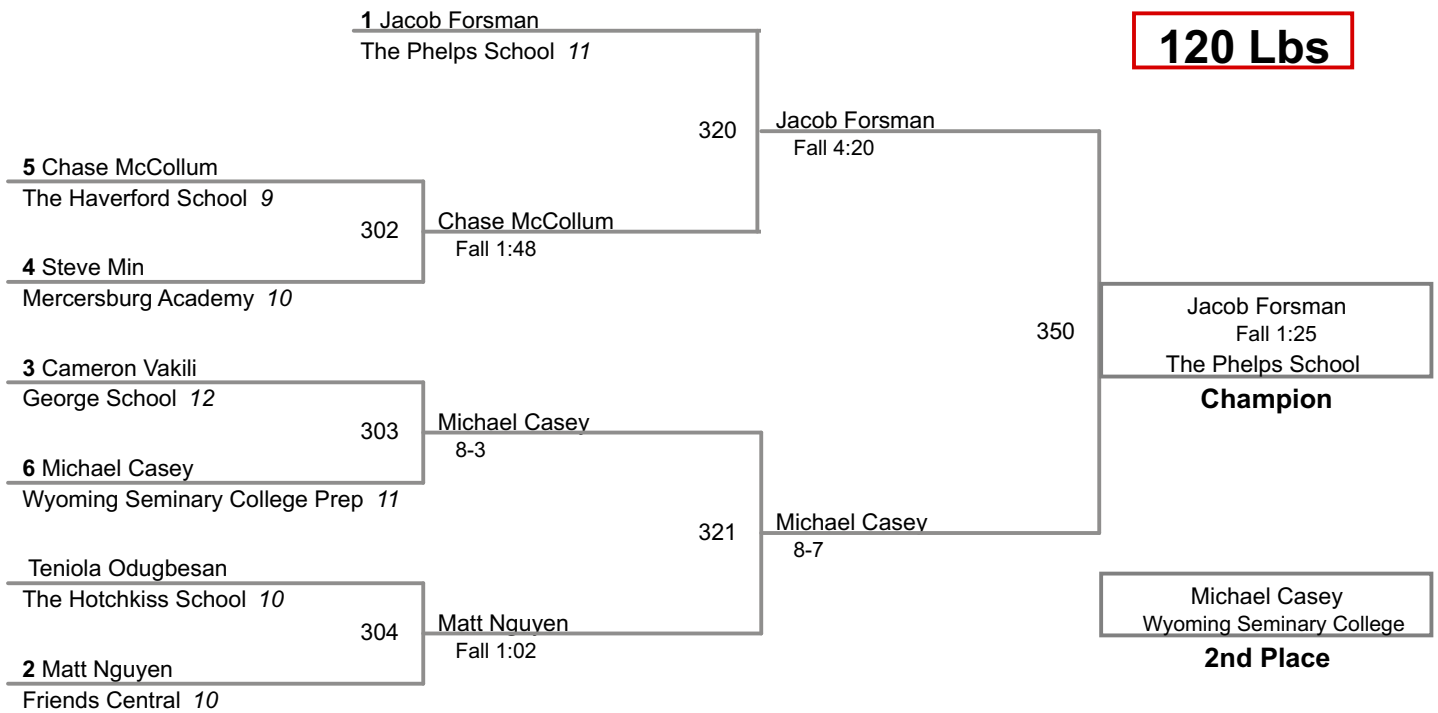 1 Jacob Forsman
The Phelps School 11
120 Lbs
320
Jacob Forsman
Fall 4:20
5 Chase McCollum
The Haverford School 9
302
Chase McCollum
Fall 1:48
4 Steve Min
Mercersburg Academy 10
350
Jacob Forsman
Fall 1:25
The Phelps School
Champion
3 Cameron Vakili
George School 12
303
Michael Casey
8-3
6 Michael Casey
Wyoming Seminary College Prep 11
321
Michael Casey
8-7
Teniola Odugbesan
The Hotchkiss School 10
304
Matt Nguyen
Fall 1:02
2 Matt Nguyen
Friends Central 10
Michael Casey
Wyoming Seminary College
2nd Place